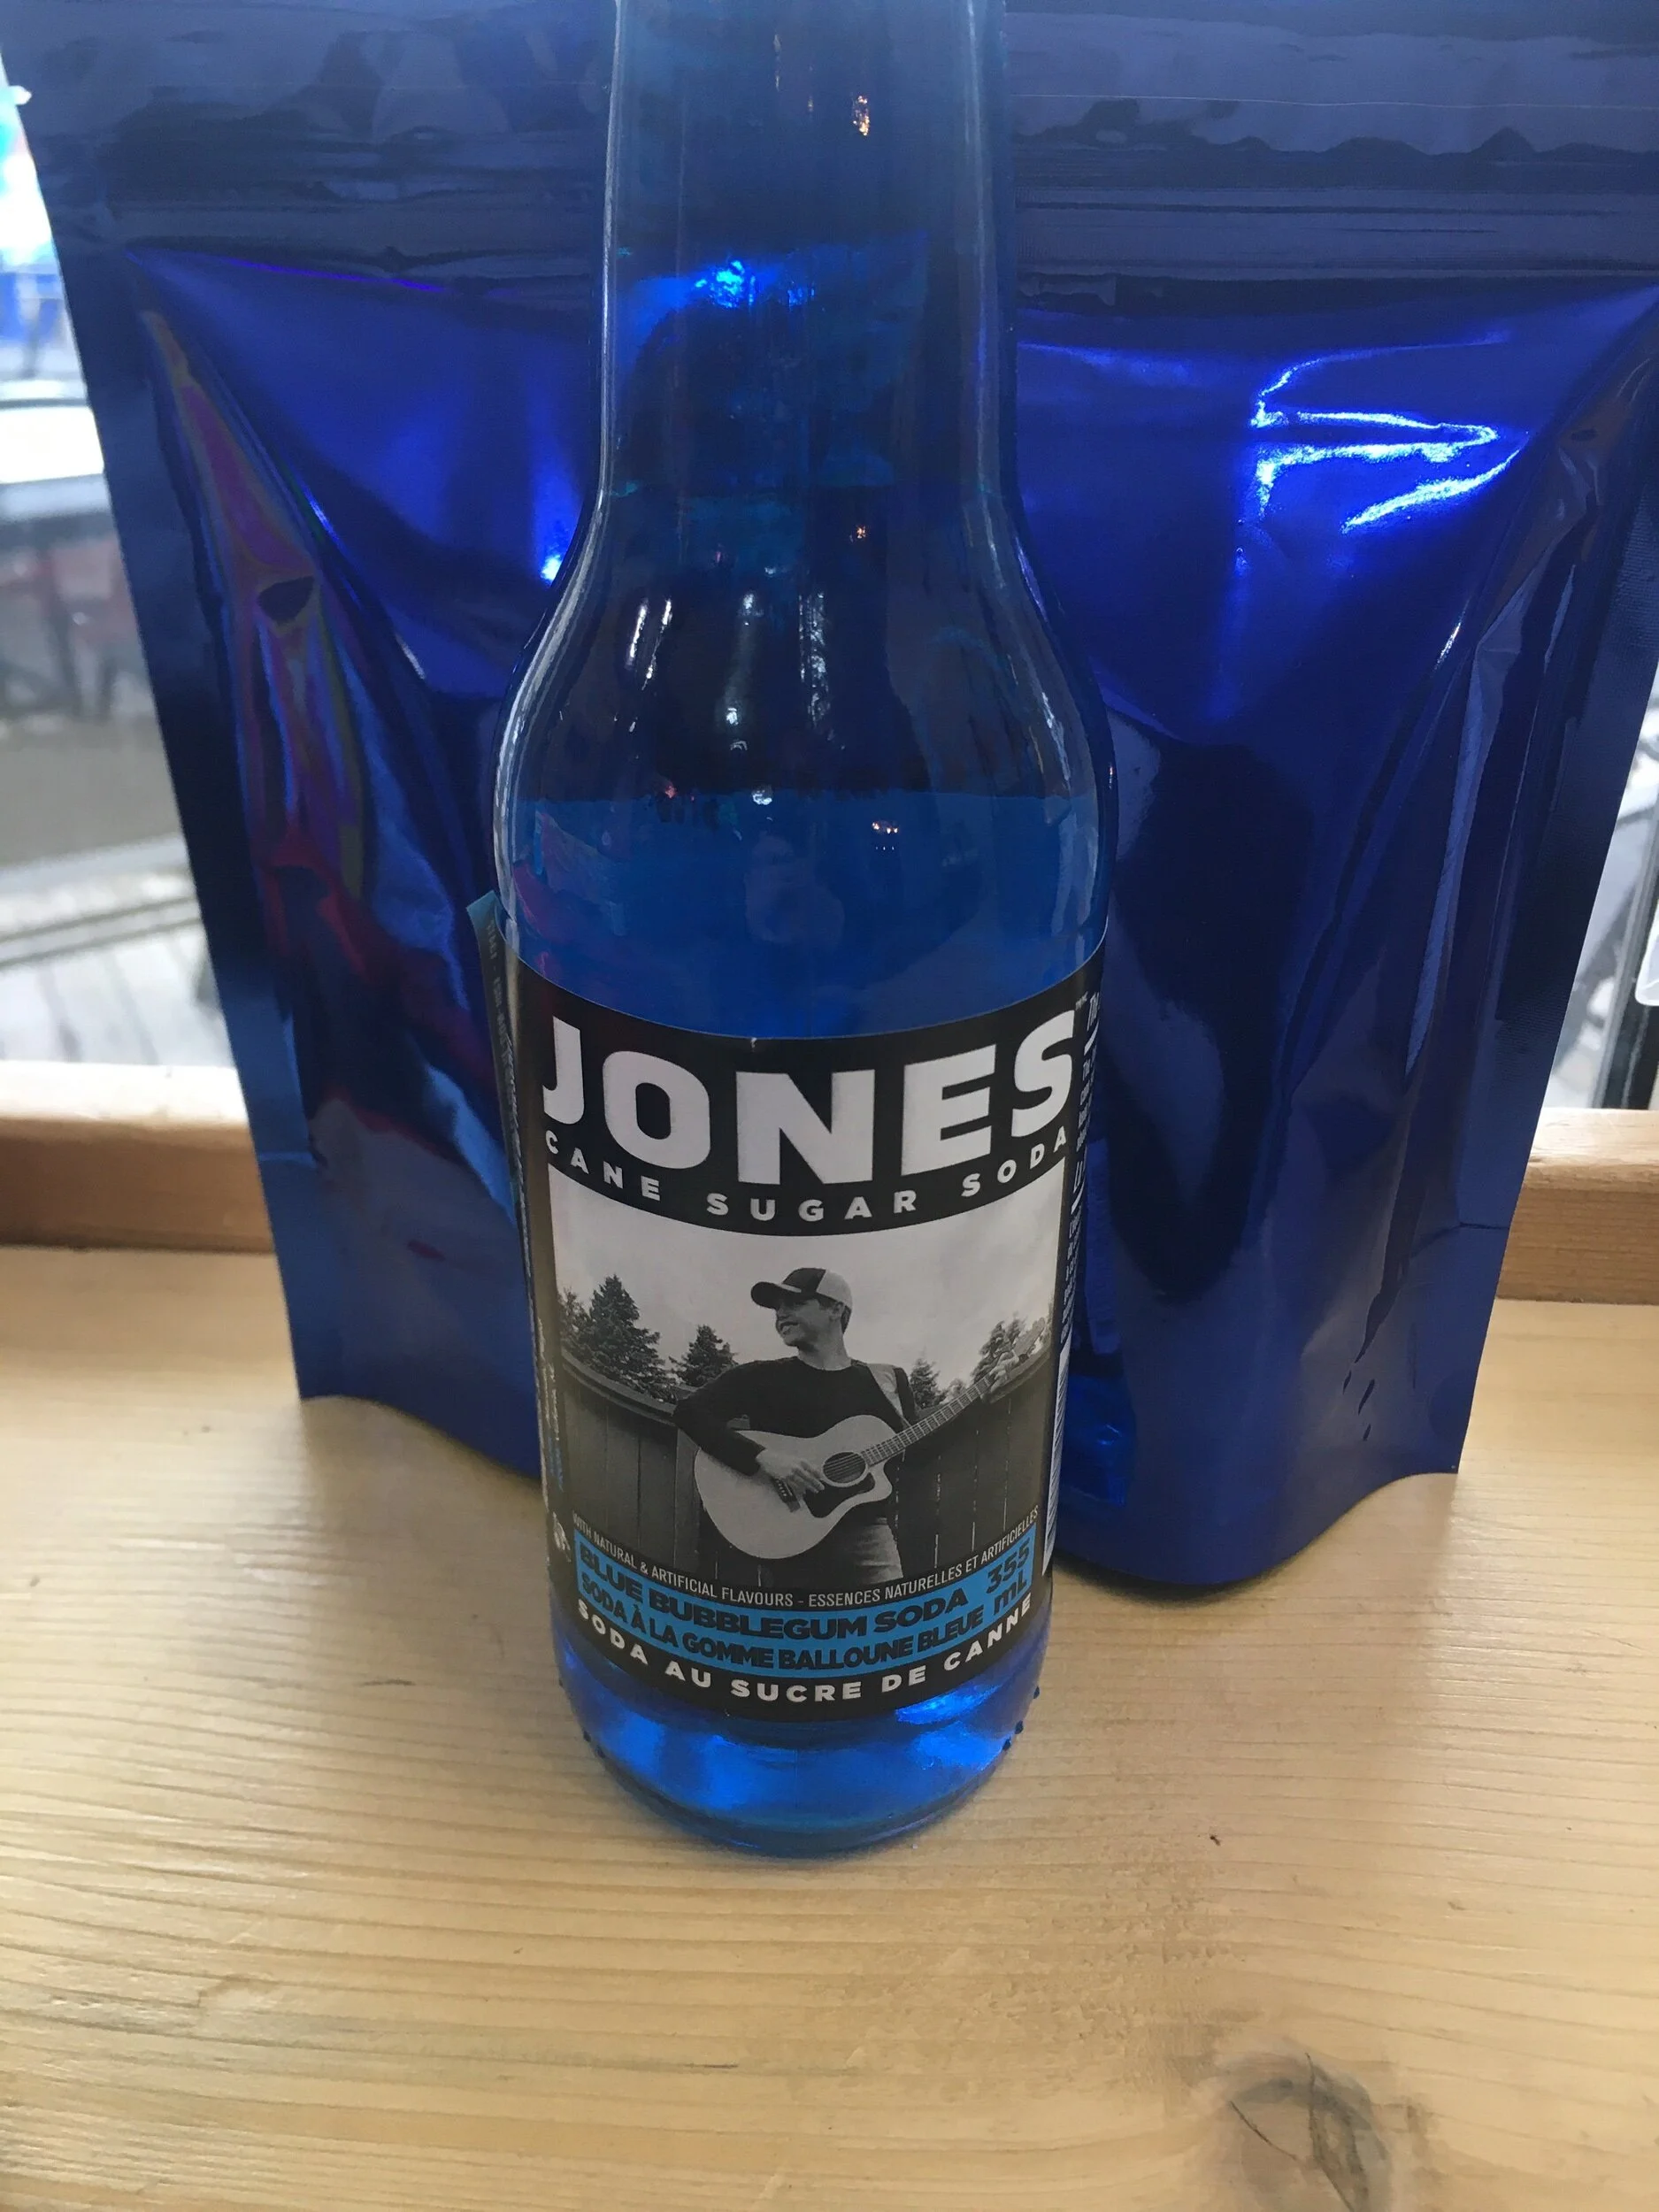 JONES
CANE SUGAR SODA
WITH NATURAL & ARTIFICIAL FLAVOURS - ESSENCES NATURELLES ET ARTIFICIELLES
BLUE BUBBLEGUM SODA 355
SODA À LA GOMME BALLOUNE BLEUE mL
SODA AU SUCRE DE CANNE